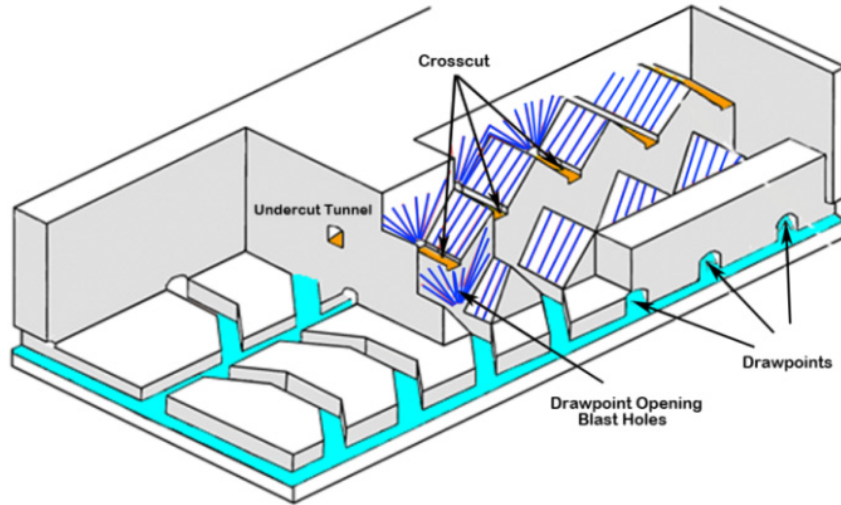 Crosscut
Undercut Tunnel
Drawpoints
Drawpoint Opening
Blast Holes